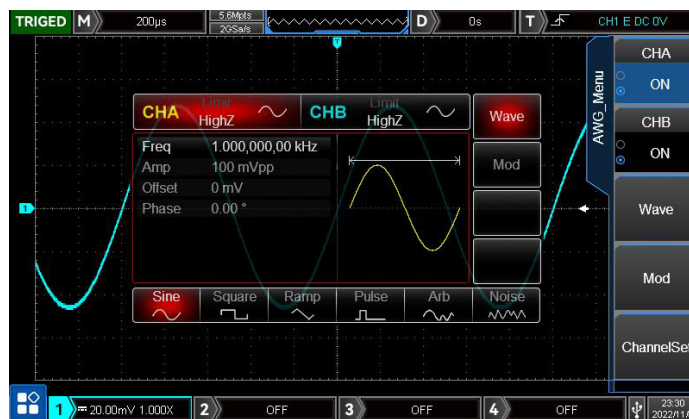 TRIGED M 200μs 5.6Mpts D 0s T CH1 E DC 0V
2GSa/s
T
CHA
ON
AWG_Menu
CHB
ON
Wave
Mod
ChannelSet
CHA Limit HighZ CHB Limit HighZ Wave
Freq 1.000,000,00 kHz
Amp 100 mVpp Mod
Offset 0 mV
Phase 0.00 °
1
Sine Square Ramp Pulse Arb Noise
1 20.00mV 1.000X 2 OFF 3 OFF 4 OFF 23:30
2022/11/